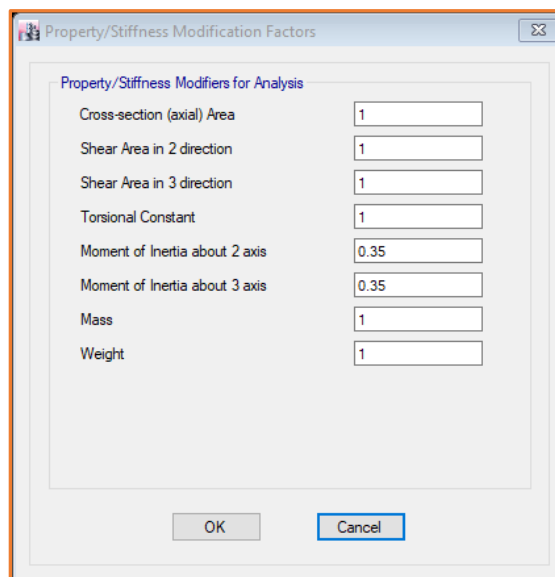 Property/Stiffness Modification Factors
Property/Stiffness Modifiers for Analysis
Cross-section (axial) Area 1
Shear Area in 2 direction 1
Shear Area in 3 direction 1
Torsional Constant 1
Moment of Inertia about 2 axis 0.35
Moment of Inertia about 3 axis 0.35
Mass 1
Weight 1
OK Cancel